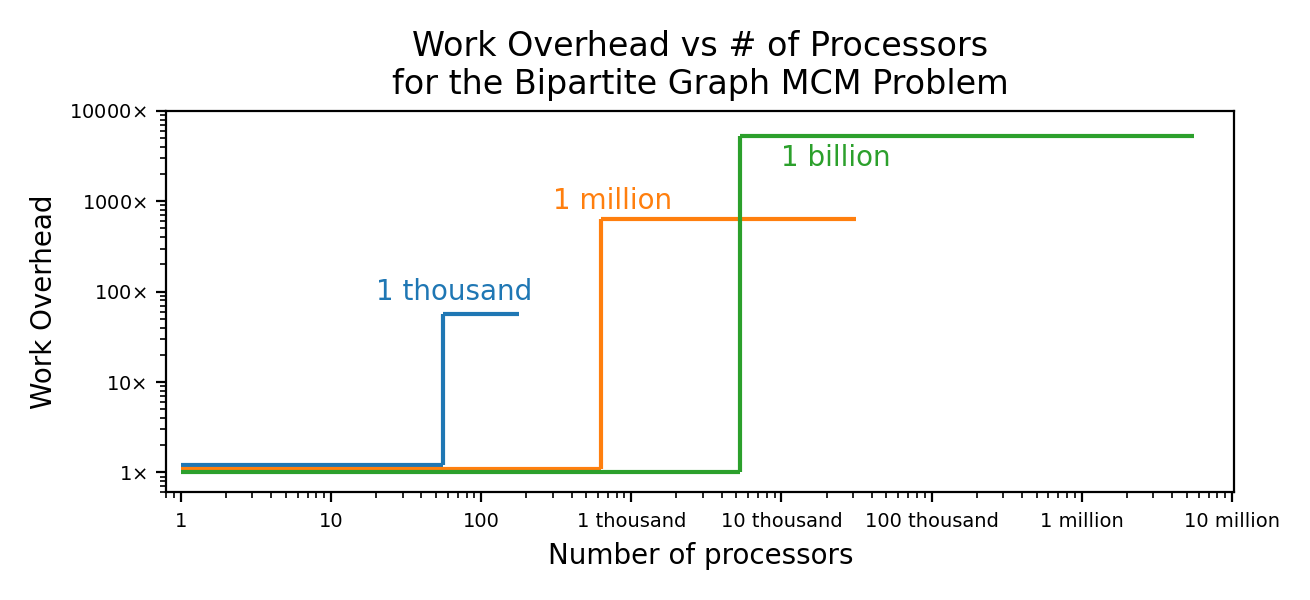 Work Overhead vs # of Processors
for the Bipartite Graph MCM Problem
Work Overhead
10000×
1000×
100×
10×
1×
1 thousand
1 million
1 billion
1
10
100
1 thousand
10 thousand
100 thousand
1 million
10 million
Number of processors